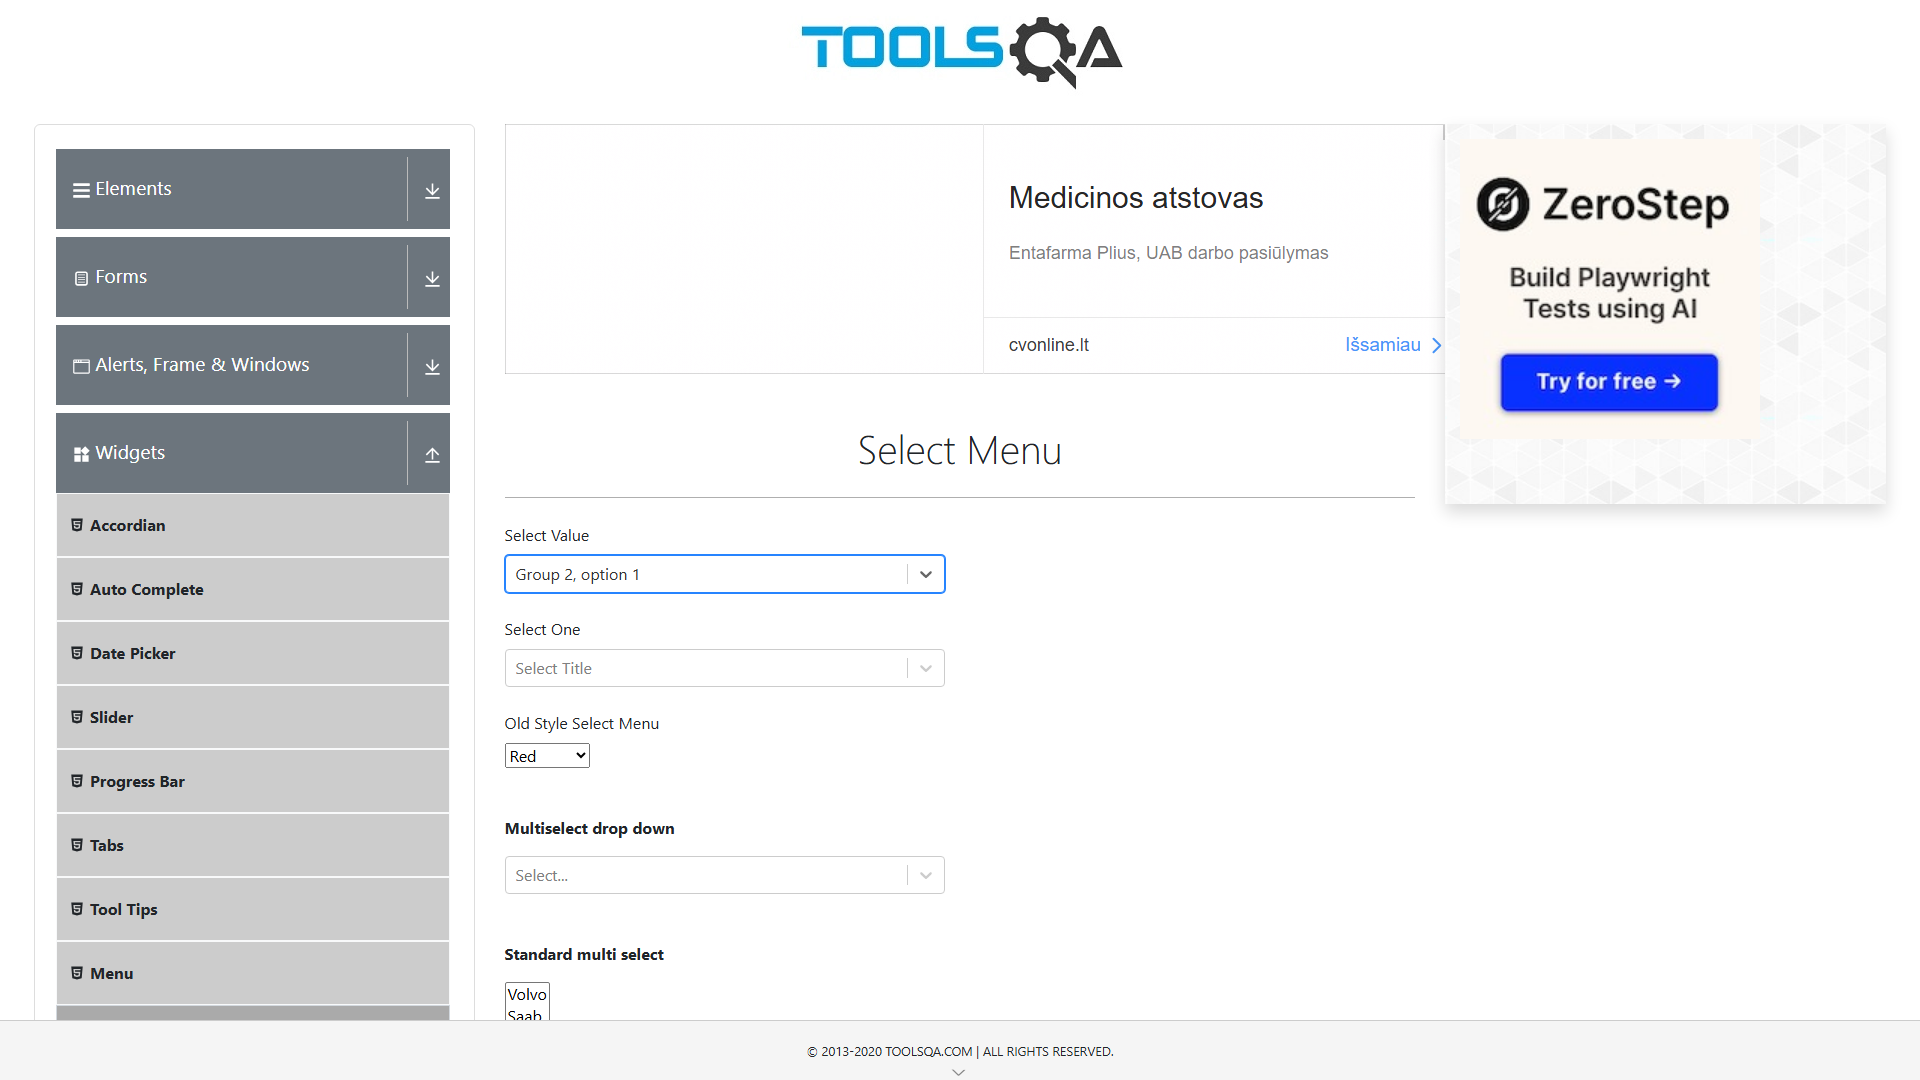 TOOLSQA
Elements
Forms
Alerts, Frame & Windows
Widgets
Accordian
Auto Complete
Date Picker
Slider
Progress Bar
Tabs
Tool Tips
Menu
Medicinos atstovas
Entafarma Plius, UAB darbo pasiūlymas
cvonline.lt
Išsamiau
ZeroStep
Build Playwright
Tests using AI
Try for free →
Select Menu
Select Value
Group 2, option 1
Select One
Select Title
Old Style Select Menu
Red
Multiselect drop down
Select...
Standard multi select
Volvo
Saab
© 2013-2020 TOOLSQA.COM | ALL RIGHTS RESERVED.